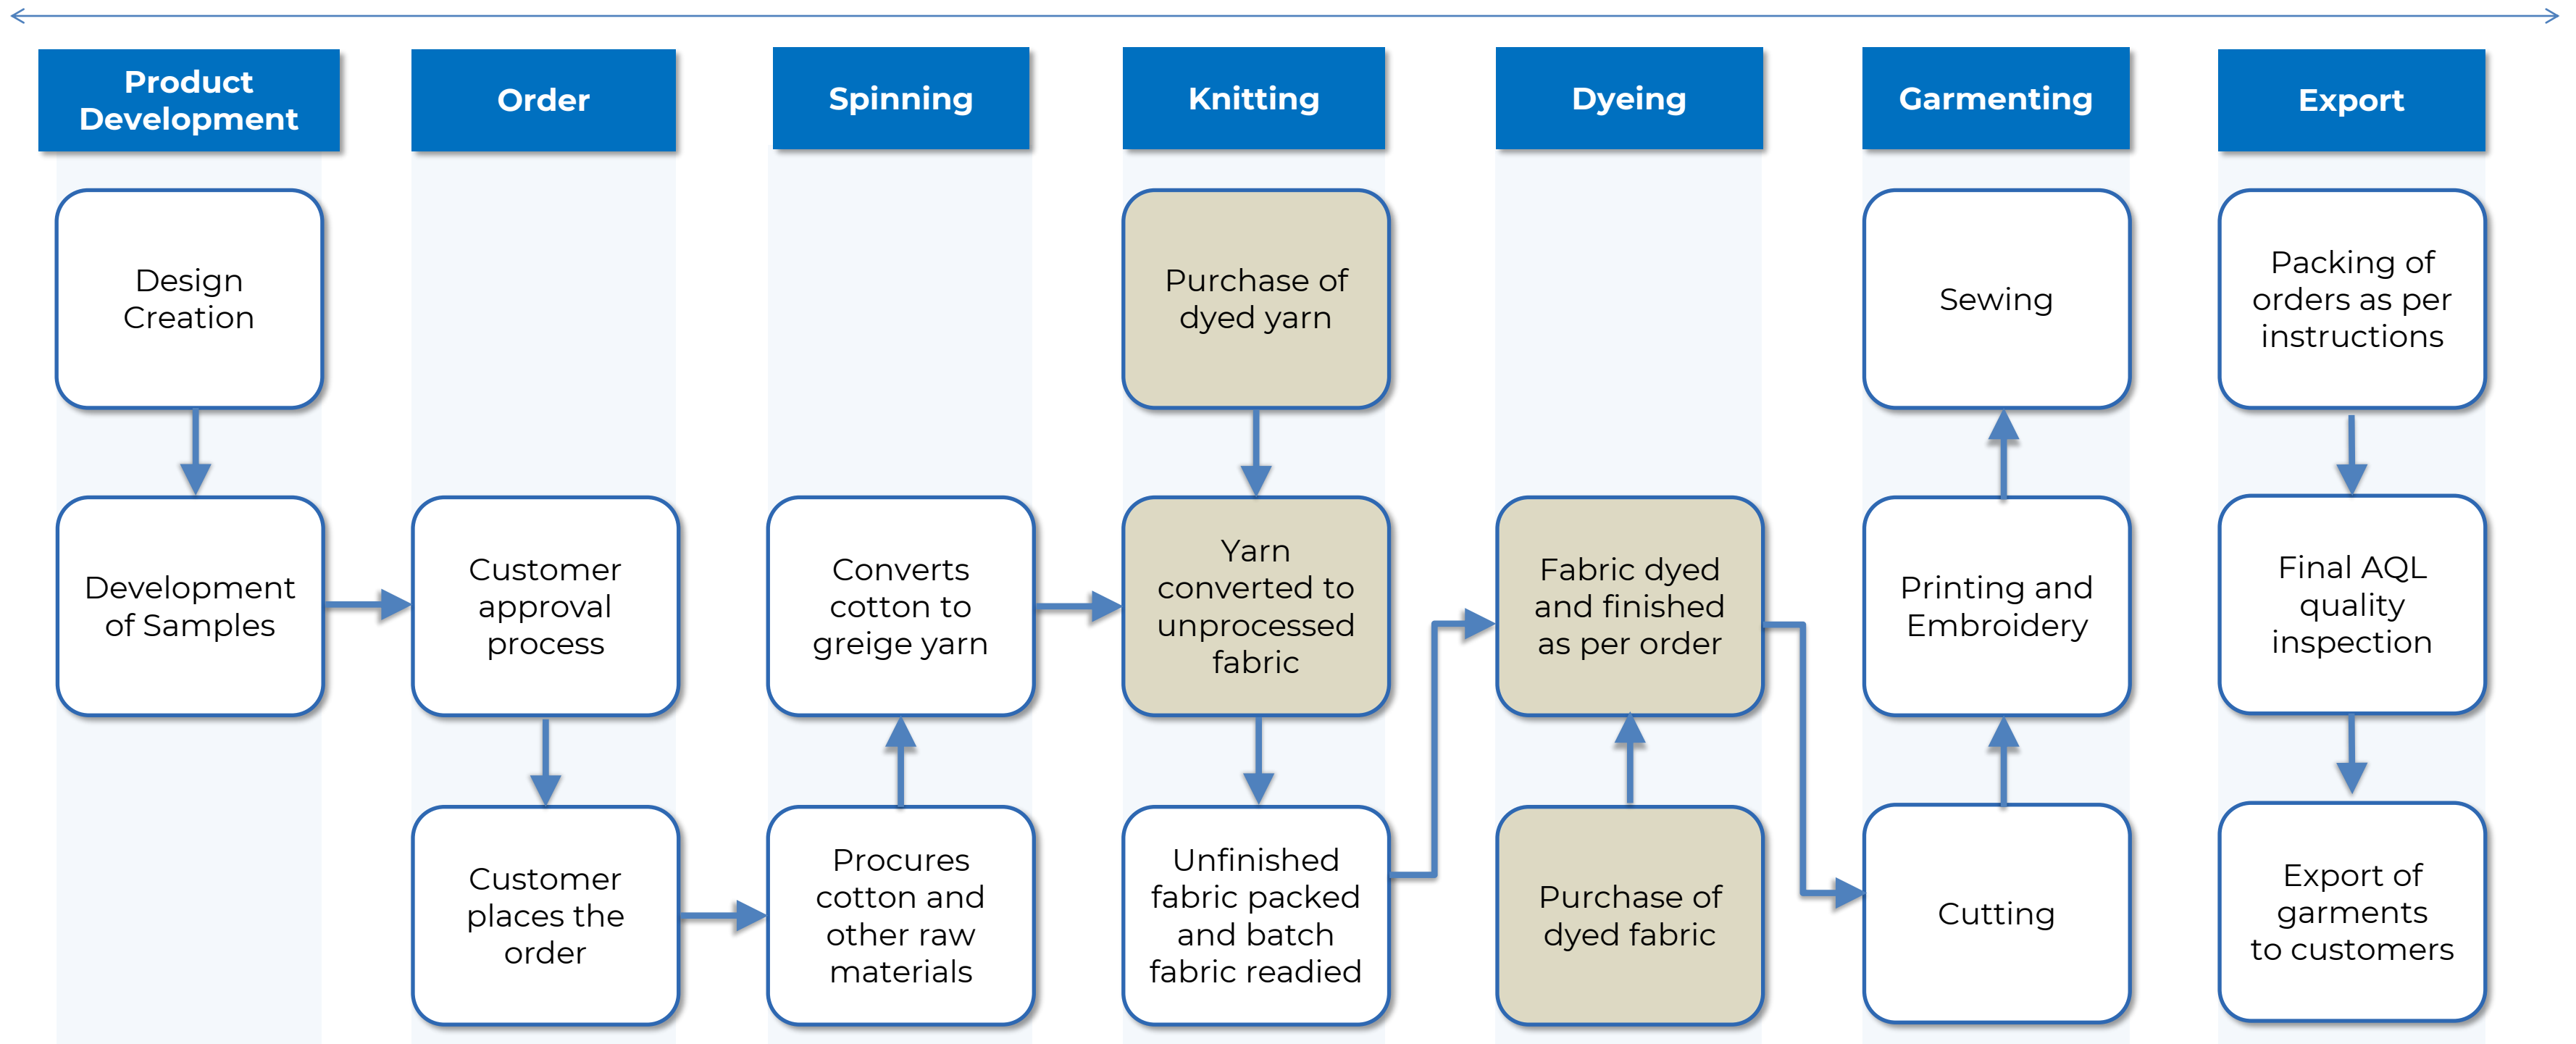 Product
Development
Order
Spinning
Knitting
Dyeing
Garmenting
Export
Design
Creation
Development
of Samples
Customer
approval
process
Customer
places the
order
Converts
cotton to
greige yarn
Procures
cotton and
other raw
materials
Purchase of
dyed yarn
Yarn
converted to
unprocessed
fabric
Unfinished
fabric packed
and batch
fabric readied
Fabric dyed
and finished
as per order
Purchase of
dyed fabric
Sewing
Printing and
Embroidery
Cutting
Packing of
orders as per
instructions
Final AQL
quality
inspection
Export of
garments
to customers